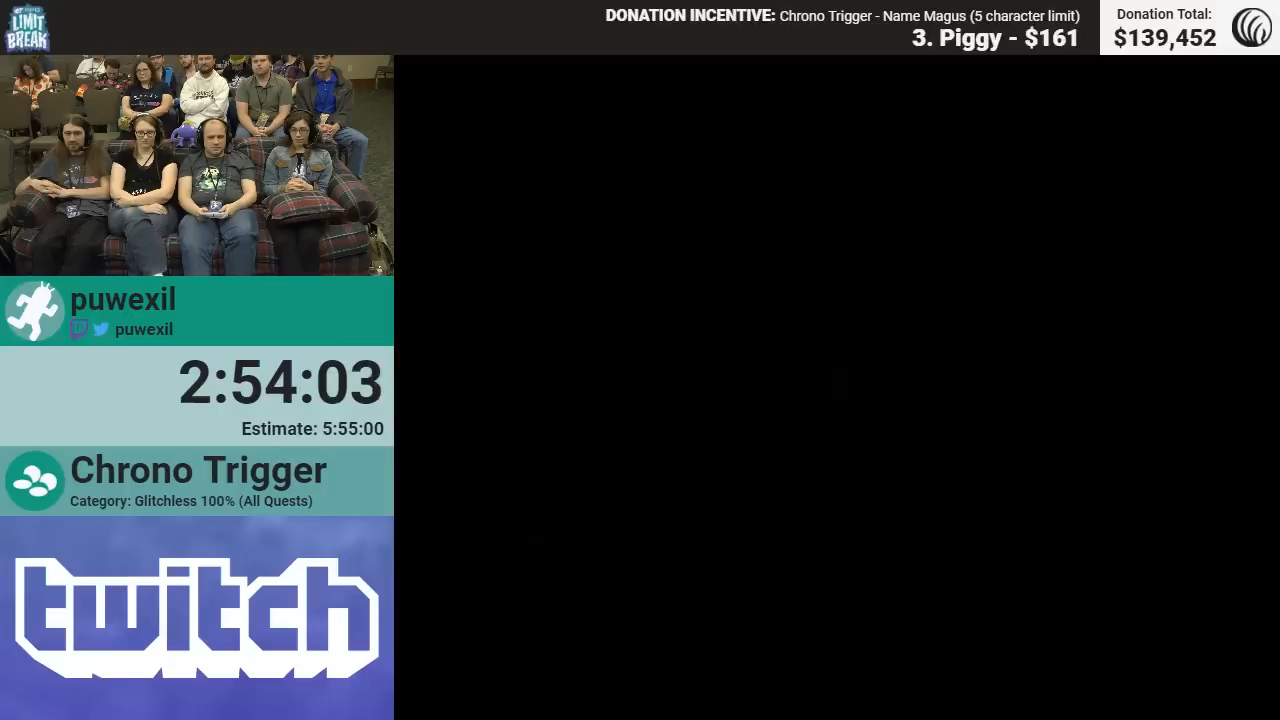 LIMIT
BREAK
DONATION INCENTIVE: Chrono Trigger - Name Magus (5 character limit)
3. Piggy - $161
Donation Total:
$139,452
puwexil
puwexil
2:54:03
Estimate: 5:55:00
Chrono Trigger
Category: Glitchless 100% (All Quests)
twitch